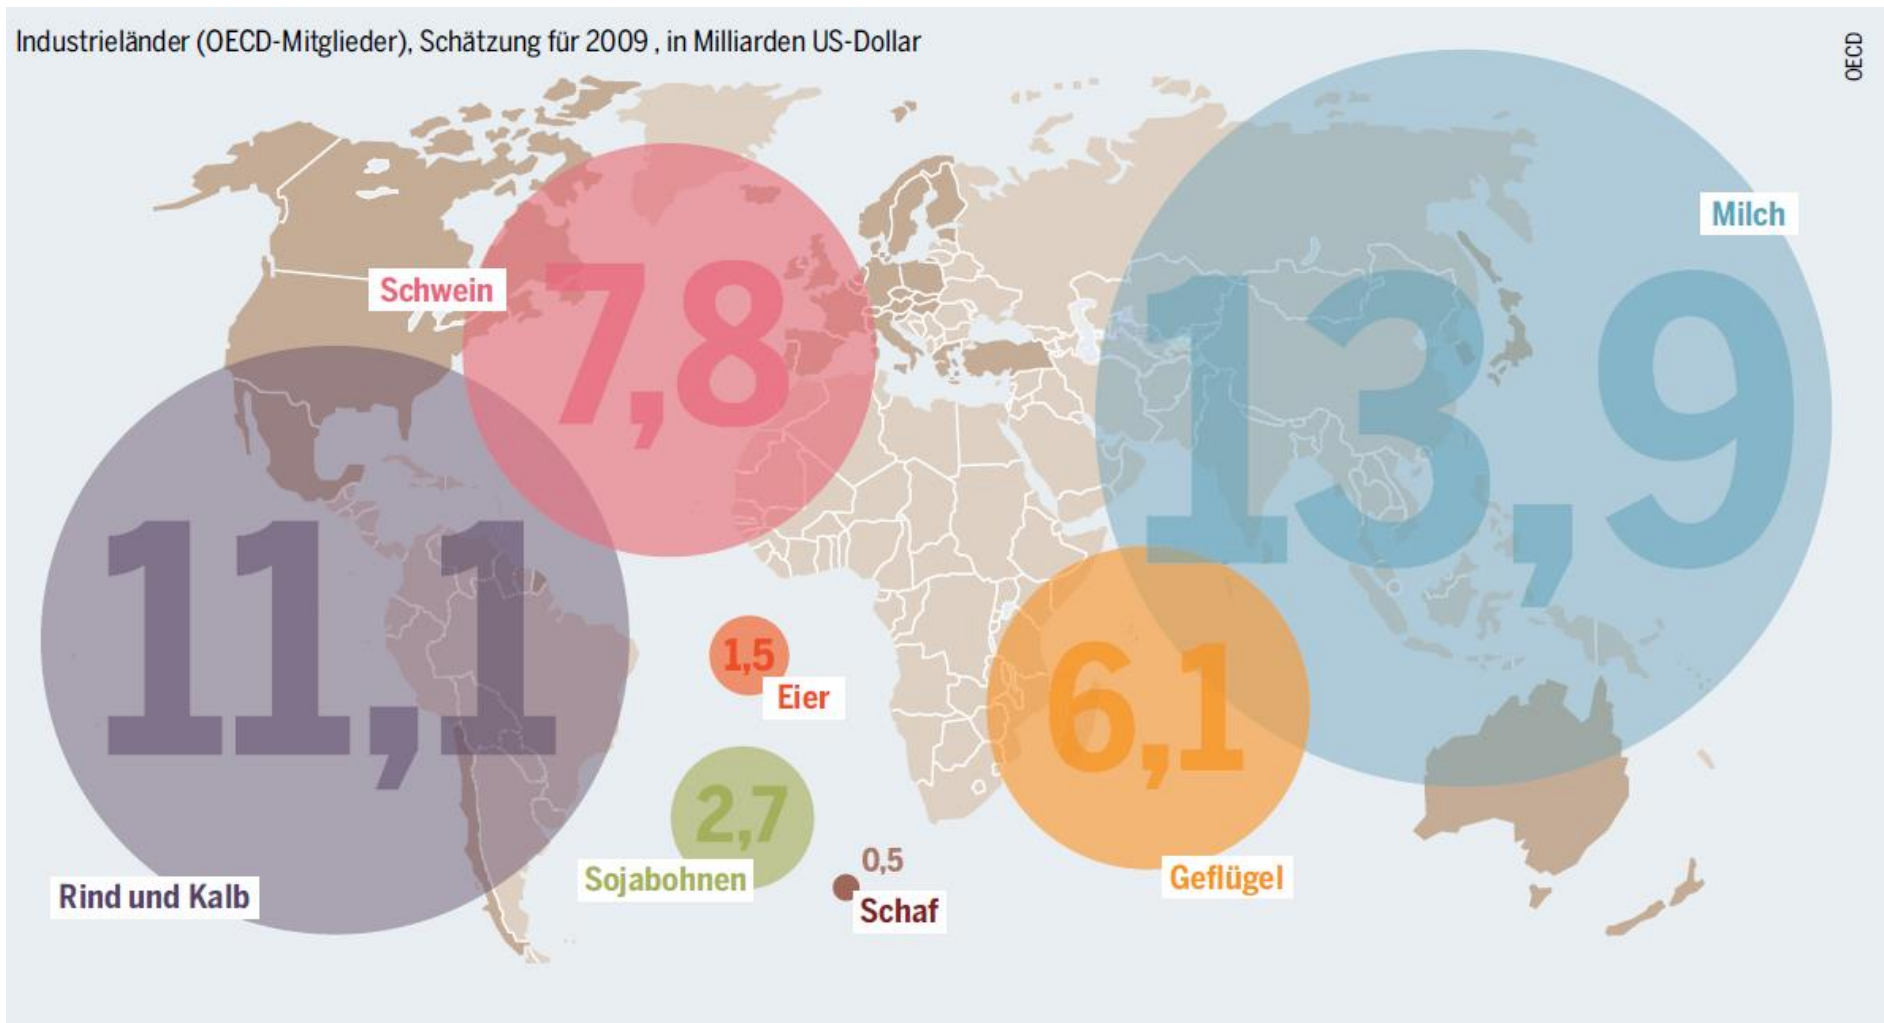 Industrieländer (OECD-Mitglieder), Schätzung für 2009 , in Milliarden US-Dollar
OECD
Milch
13,9
Schwein
7,8
11,1
Rind und Kalb
1,5
Eier
6,1
Geflügel
2,7
Sojabohnen
0,5
Schaf